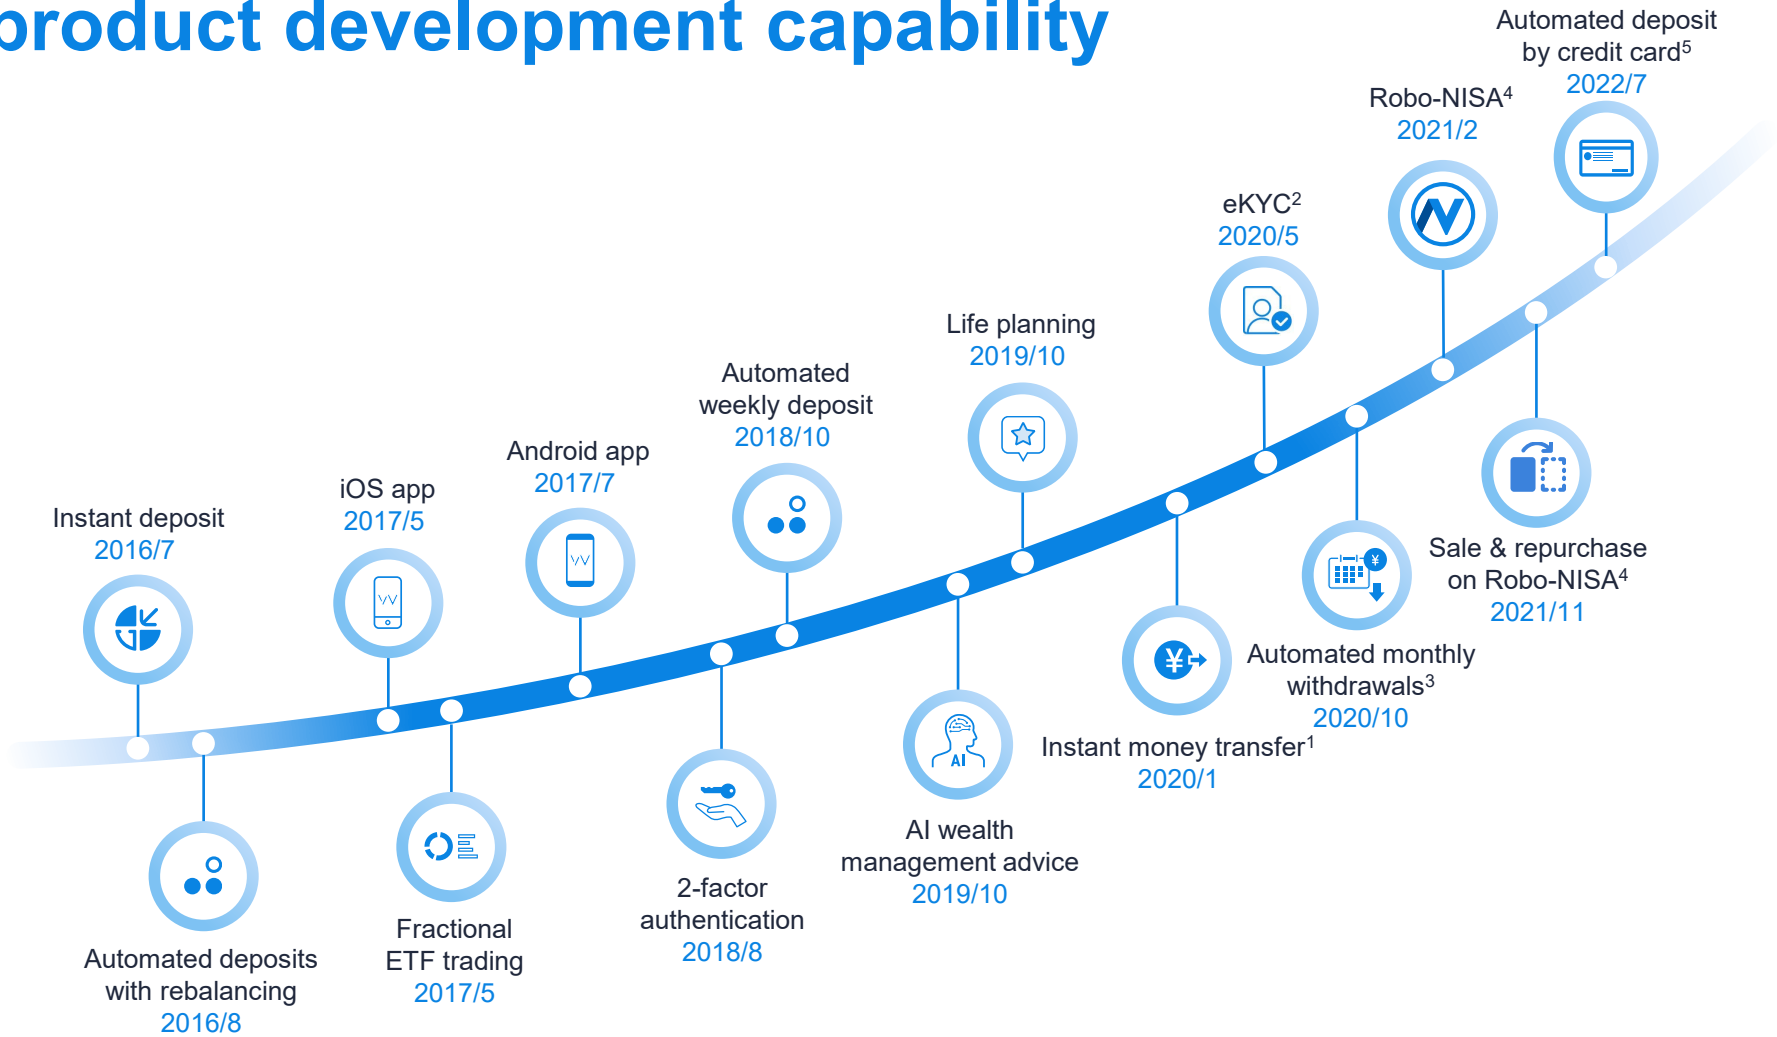 product development capability
Instant deposit
2016/7
Automated deposits
with rebalancing
2016/8
iOS app
2017/5
Fractional
ETF trading
2017/5
Android app
2017/7
2-factor
authentication
2018/8
Automated
weekly deposit
2018/10
AI
AI wealth
management advice
2019/10
Life planning
2019/10
¥
Instant money transfer¹
2020/1
eKYC²
2020/5
¥
Automated monthly
withdrawals³
2020/10
Robo-NISA⁴
2021/2
Sale & repurchase
on Robo-NISA⁴
2021/11
Automated deposit
by credit card⁵
2022/7